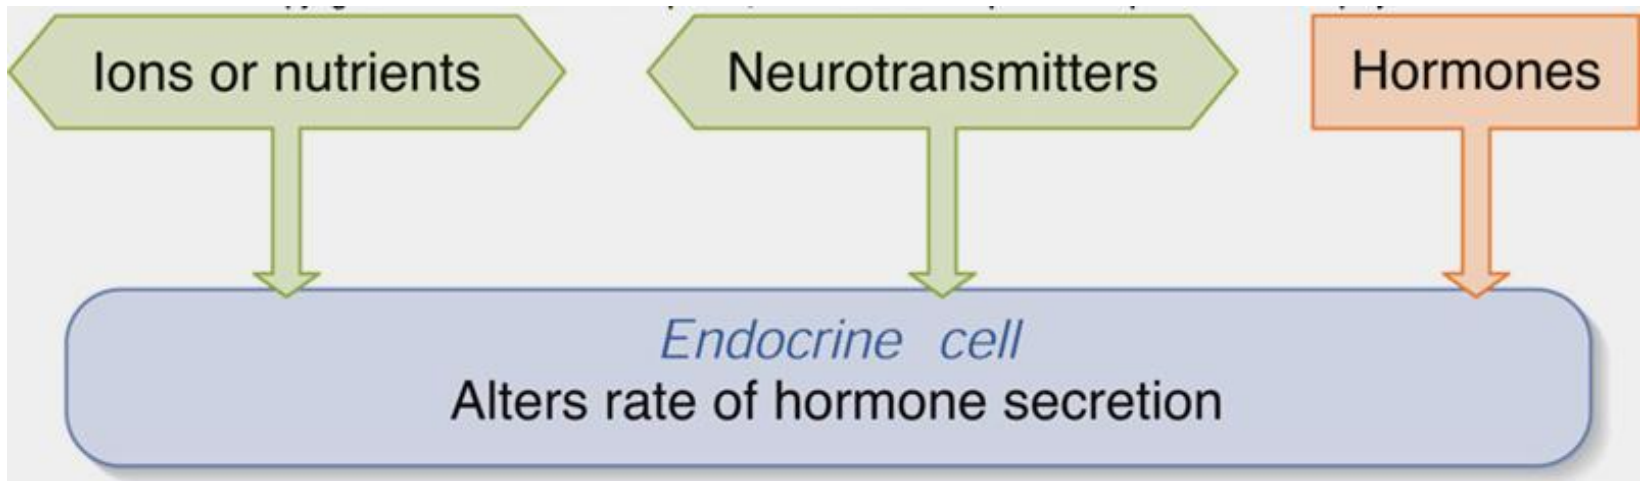 Ions or nutrients
Neurotransmitters
Hormones
Endocrine cell
Alters rate of hormone secretion